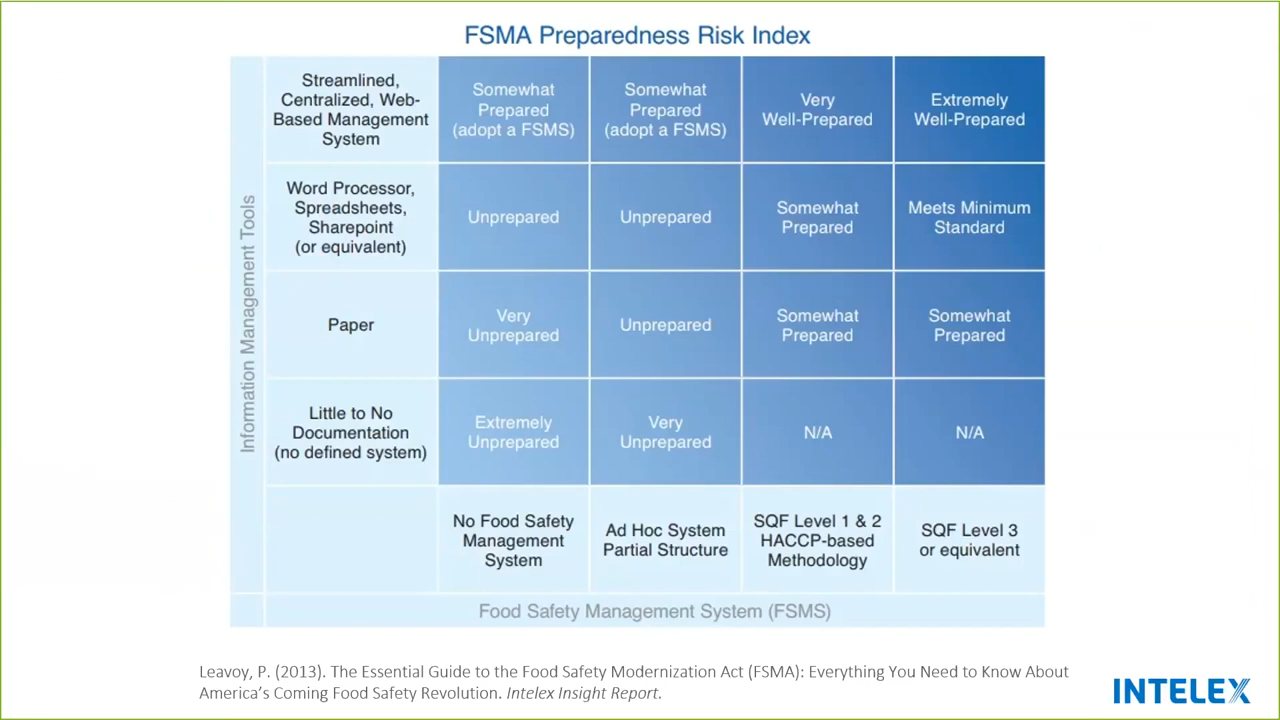 FSMA Preparedness Risk Index
Information Management Tools
Streamlined,
Centralized, Web-
Based Management
System
Somewhat
Prepared
(adopt a FSMS)
Somewhat
Prepared
(adopt a FSMS)
Very
Well-Prepared
Extremely
Well-Prepared
Word Processor,
Spreadsheets,
Sharepoint
(or equivalent)
Unprepared
Unprepared
Somewhat
Prepared
Meets Minimum
Standard
Paper
Very
Unprepared
Unprepared
Somewhat
Prepared
Somewhat
Prepared
Little to No
Documentation
(no defined system)
Extremely
Unprepared
Very
Unprepared
N/A
N/A
No Food Safety
Management
System
Ad Hoc System
Partial Structure
SQF Level 1 & 2
HACCP-based
Methodology
SQF Level 3
or equivalent
Food Safety Management System (FSMS)
Leavoy, P. (2013). The Essential Guide to the Food Safety Modernization Act (FSMA): Everything You Need to Know About
America’s Coming Food Safety Revolution. Intelex Insight Report.
INTELEX